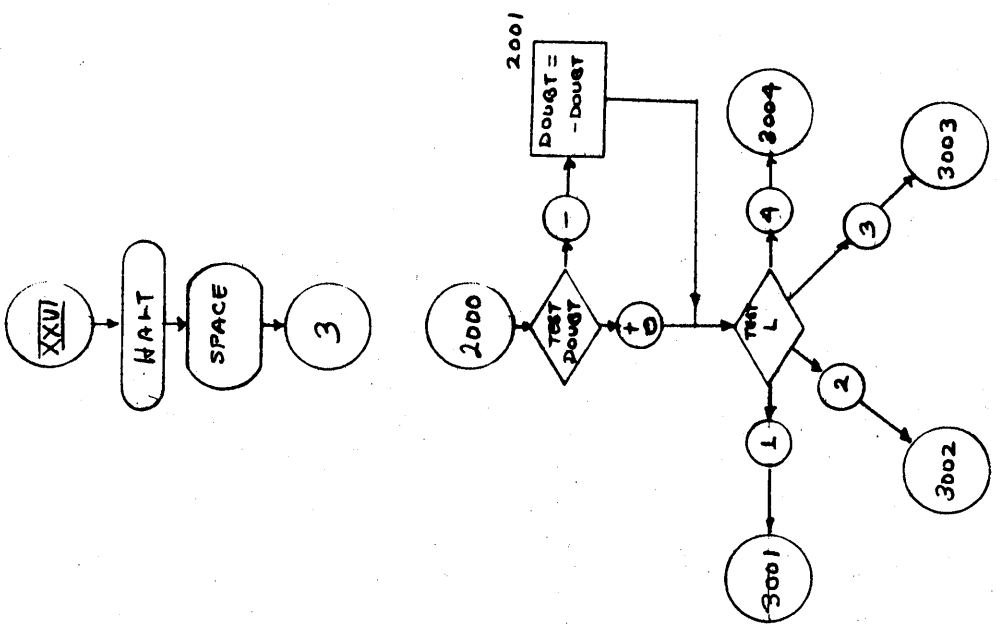 XXVI
HALT
SPACE
3
2000
TEST
DOUBT
-
2001
DOUBT =
- DOUBT
+
0
TEST
L
1
3001
2
3002
3
3003
4
3004